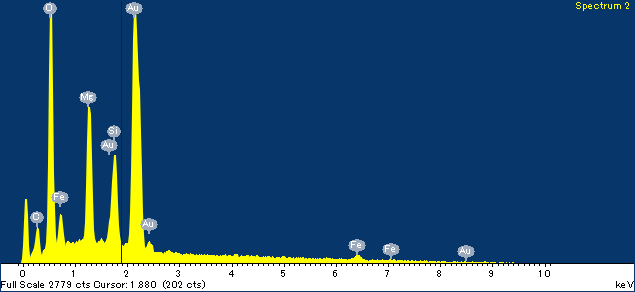 Spectrum 2
O
Au
Mg
Si
Au
Fe
O
Au
Fe
Fe
Au
0 1 2 3 4 5 6 7 8 9 10
Full Scale 2779 cts Cursor: 1.880 (202 cts) keV